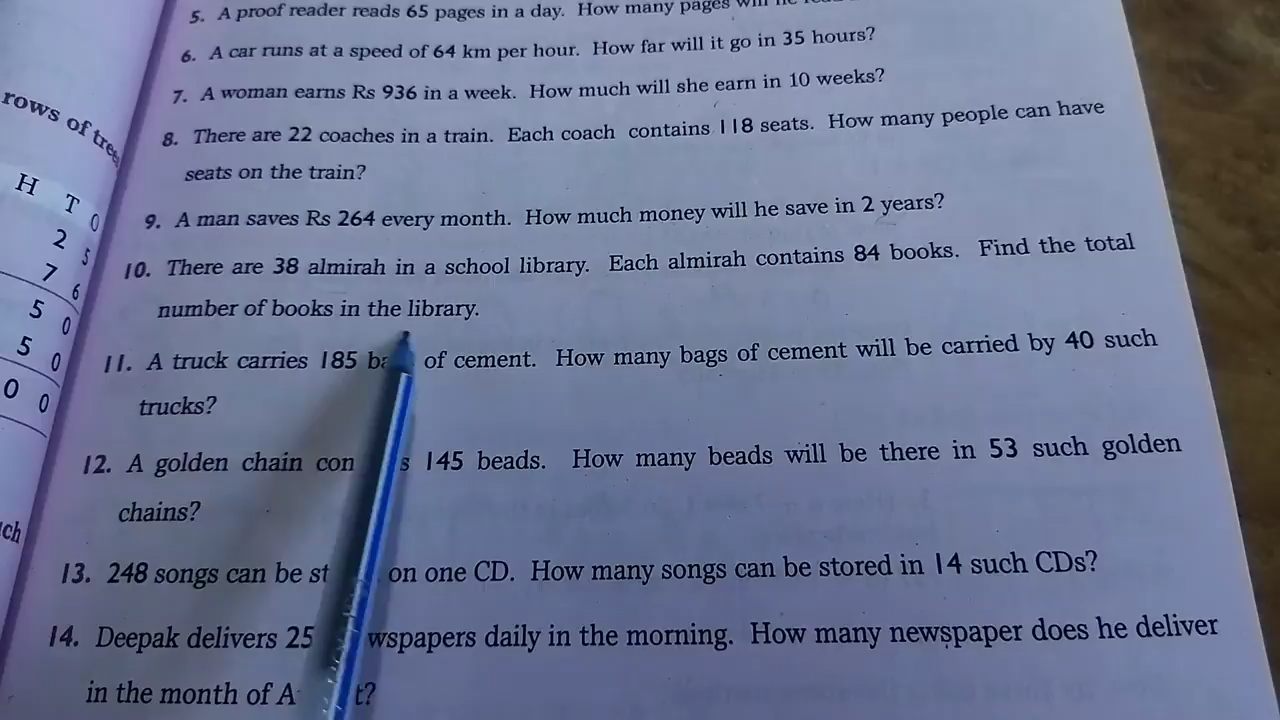 rows of tree
H T
0
2 5
7 6
5 0
5 0
0 0
ch
5. A proof reader reads 65 pages in a day. How many pages will he
6. A car runs at a speed of 64 km per hour. How far will it go in 35 hours?
7. A woman earns Rs 936 in a week. How much will she earn in 10 weeks?
8. There are 22 coaches in a train. Each coach contains 118 seats. How many people can have
seats on the train?
9. A man saves Rs 264 every month. How much money will he save in 2 years?
10. There are 38 almirah in a school library. Each almirah contains 84 books. Find the total
number of books in the library.
11. A truck carries 185 ba of cement. How many bags of cement will be carried by 40 such
trucks?
12. A golden chain con s 145 beads. How many beads will be there in 53 such golden
chains?
13. 248 songs can be st on one CD. How many songs can be stored in 14 such CDs?
14. Deepak delivers 25 wspapers daily in the morning. How many newspaper does he deliver
in the month of A t?